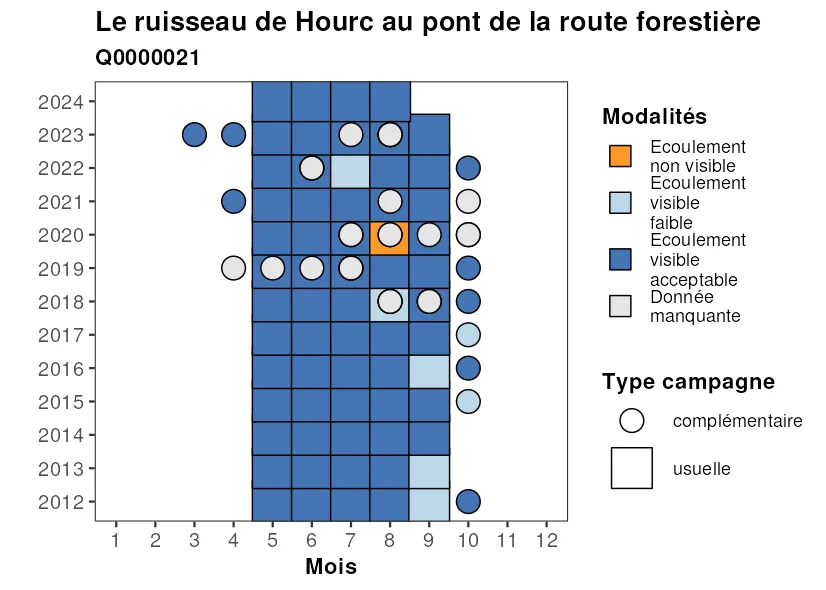 Le ruisseau de Hourc au pont de la route forestière
Q0000021
2024
2023
2022
2021
2020
2019
2018
2017
2016
2015
2014
2013
2012
1 2 3 4 5 6 7 8 9 10 11 12
Mois
Modalités
Ecoulement
non visible
Ecoulement
visible
faible
Ecoulement
visible
acceptable
Donnée
manquante
Type campagne
complémentaire
usuelle